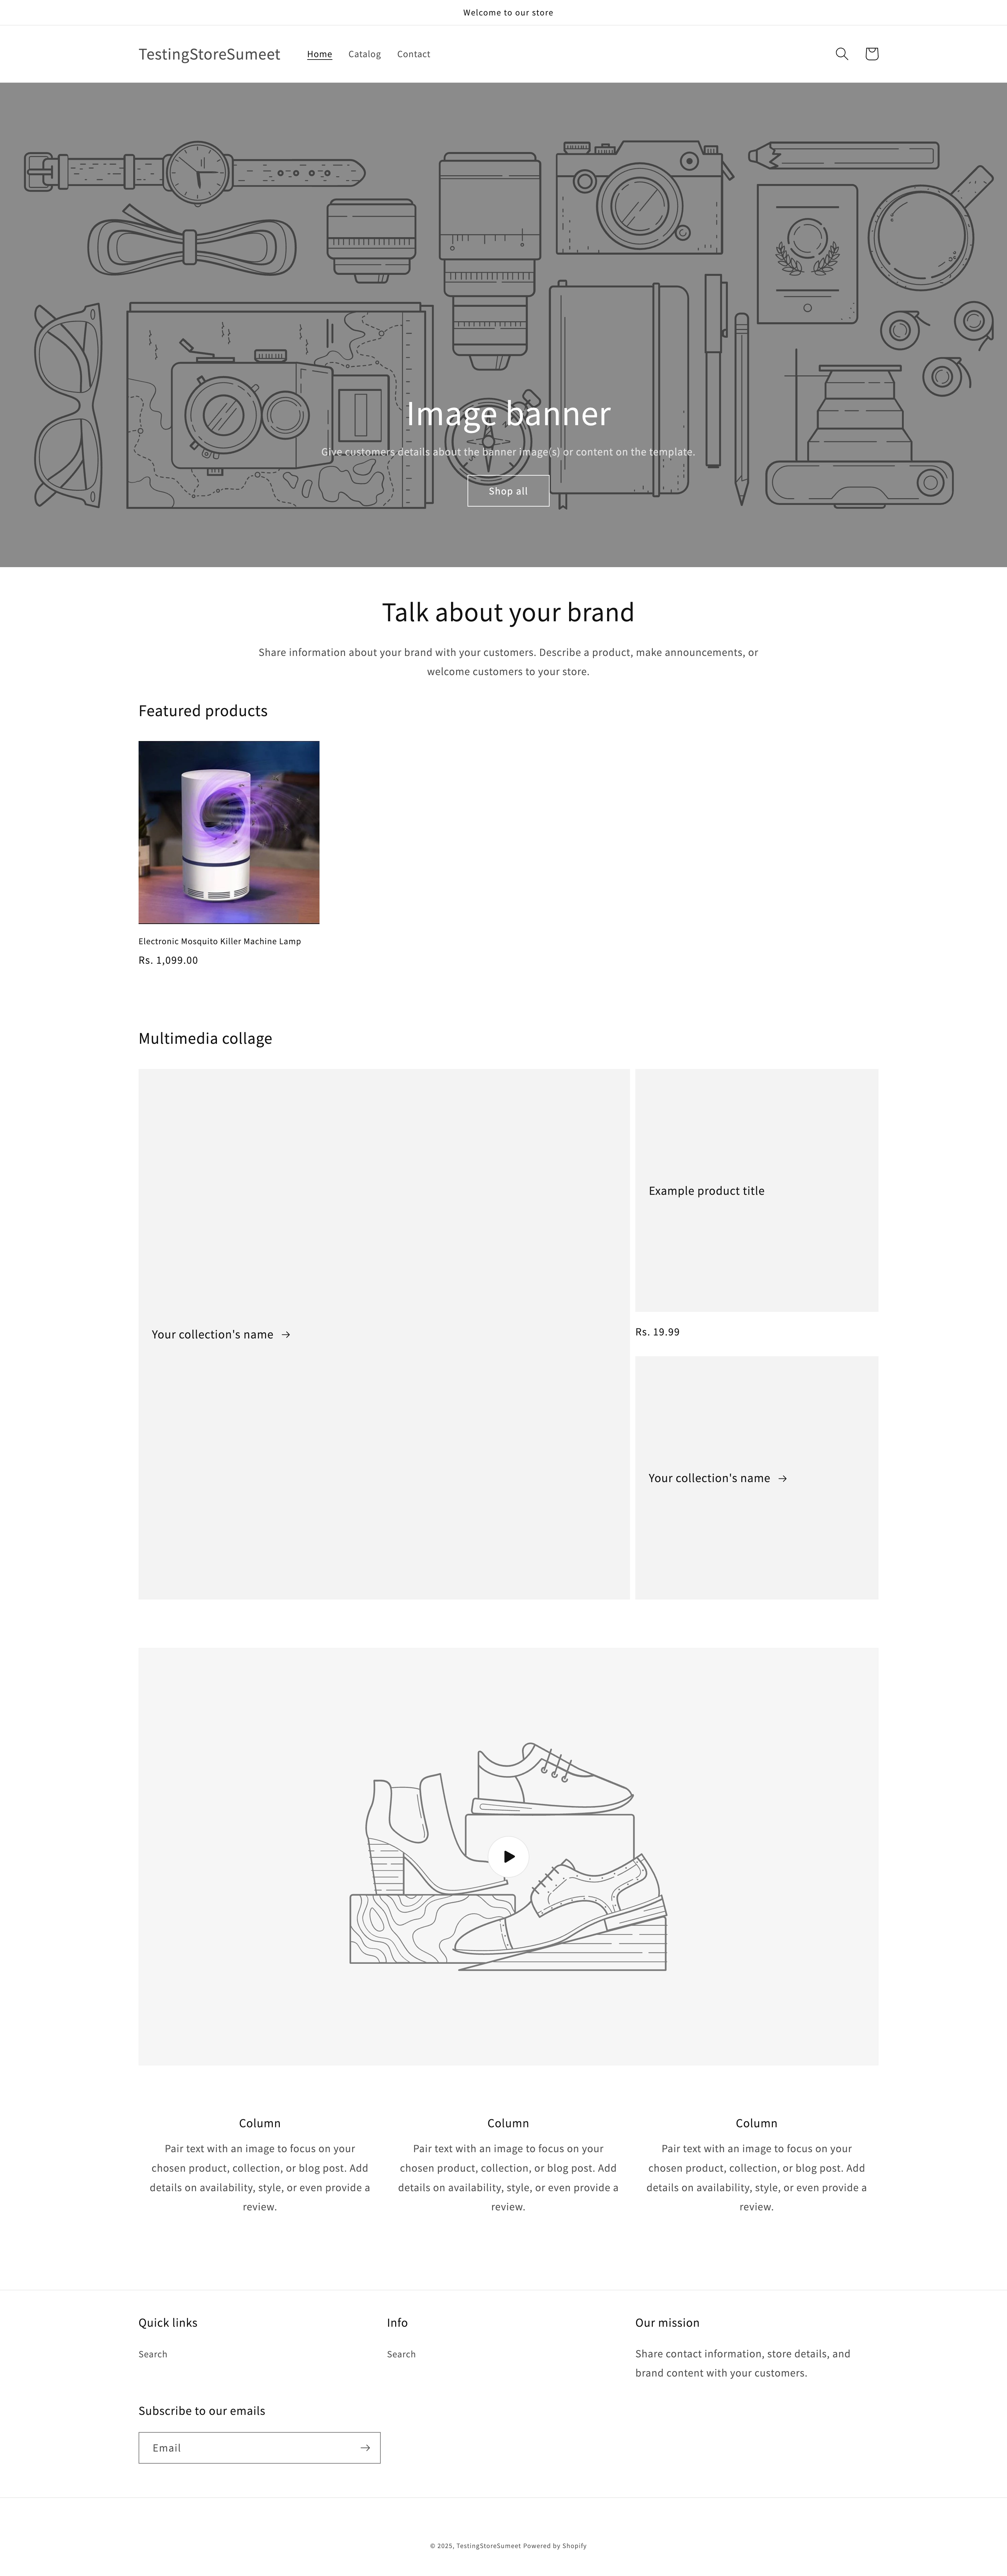 Welcome to our store
TestingStoreSumeet
Home
Catalog
Contact
Image banner
Give customers details about the banner image(s) or content on the template.
Shop all
Talk about your brand
Share information about your brand with your customers. Describe a product, make announcements, or
welcome customers to your store.
Featured products
Electronic Mosquito Killer Machine Lamp
Rs. 1,099.00
Multimedia collage
Your collection's name
Example product title
Rs. 19.99
Your collection's name
Column
Pair text with an image to focus on your
chosen product, collection, or blog post. Add
details on availability, style, or even provide a
review.
Column
Pair text with an image to focus on your
chosen product, collection, or blog post. Add
details on availability, style, or even provide a
review.
Column
Pair text with an image to focus on your
chosen product, collection, or blog post. Add
details on availability, style, or even provide a
review.
Quick links
Search
Info
Search
Our mission
Share contact information, store details, and
brand content with your customers.
Subscribe to our emails
Email
© 2025, TestingStoreSumeet Powered by Shopify